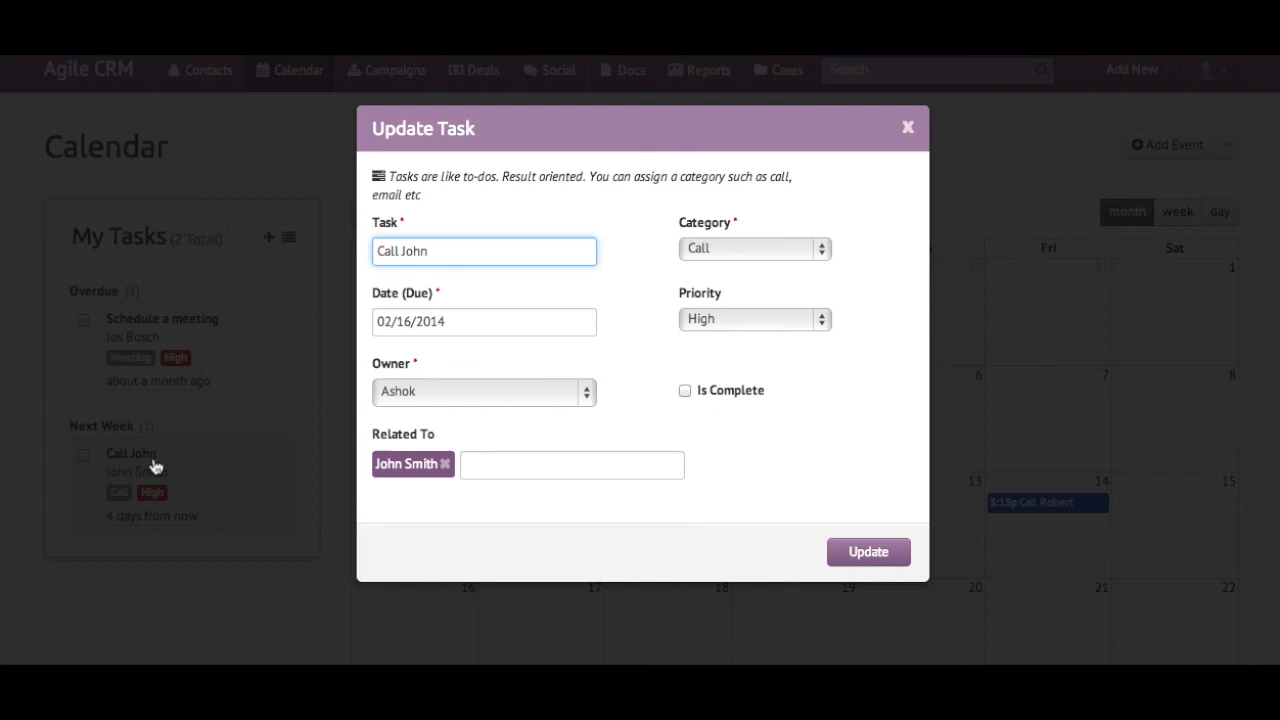 Agile CRM
Contacts
Calendar
Campaigns
Deals
Social
Docs
Reports
Cases
Search
Add New
Calendar
Add Event
My Tasks (2 Total)
month
week
day
Overdue (1)
Schedule a meeting
Jos Bosch
Meeting High
about a month ago
Next Week (1)
Call John
Call High
4 days from now
Update Task
X
Tasks are like to-dos. Result oriented. You can assign a category such as call,
email etc
Task *
Category *
Call John
Call
Date (Due) *
Priority
02/16/2014
High
Owner *
Ashok
Is Complete
Related To
John Smith
Update
Fri
Sat
1
6
7
8
13
14
15
3:15p Call Robert
16
17
18
19
20
21
22